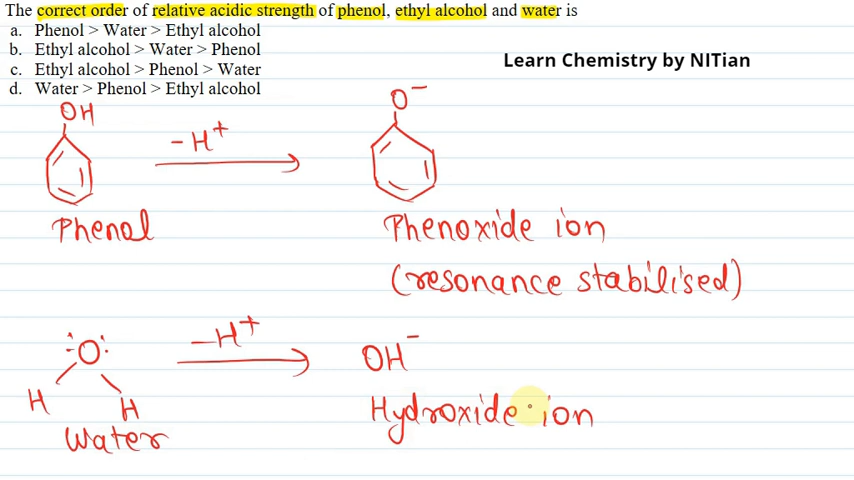 The correct order of relative acidic strength of phenol, ethyl alcohol and water is
a. Phenol > Water > Ethyl alcohol
b. Ethyl alcohol > Water > Phenol
c. Ethyl alcohol > Phenol > Water
d. Water > Phenol > Ethyl alcohol
Learn Chemistry by NITian
OH
-H+
O-
Phenol
Phenoxide ion
(resonance stabilised)
:O:
-H+
OH-
H
H
Water
Hydroxide ion